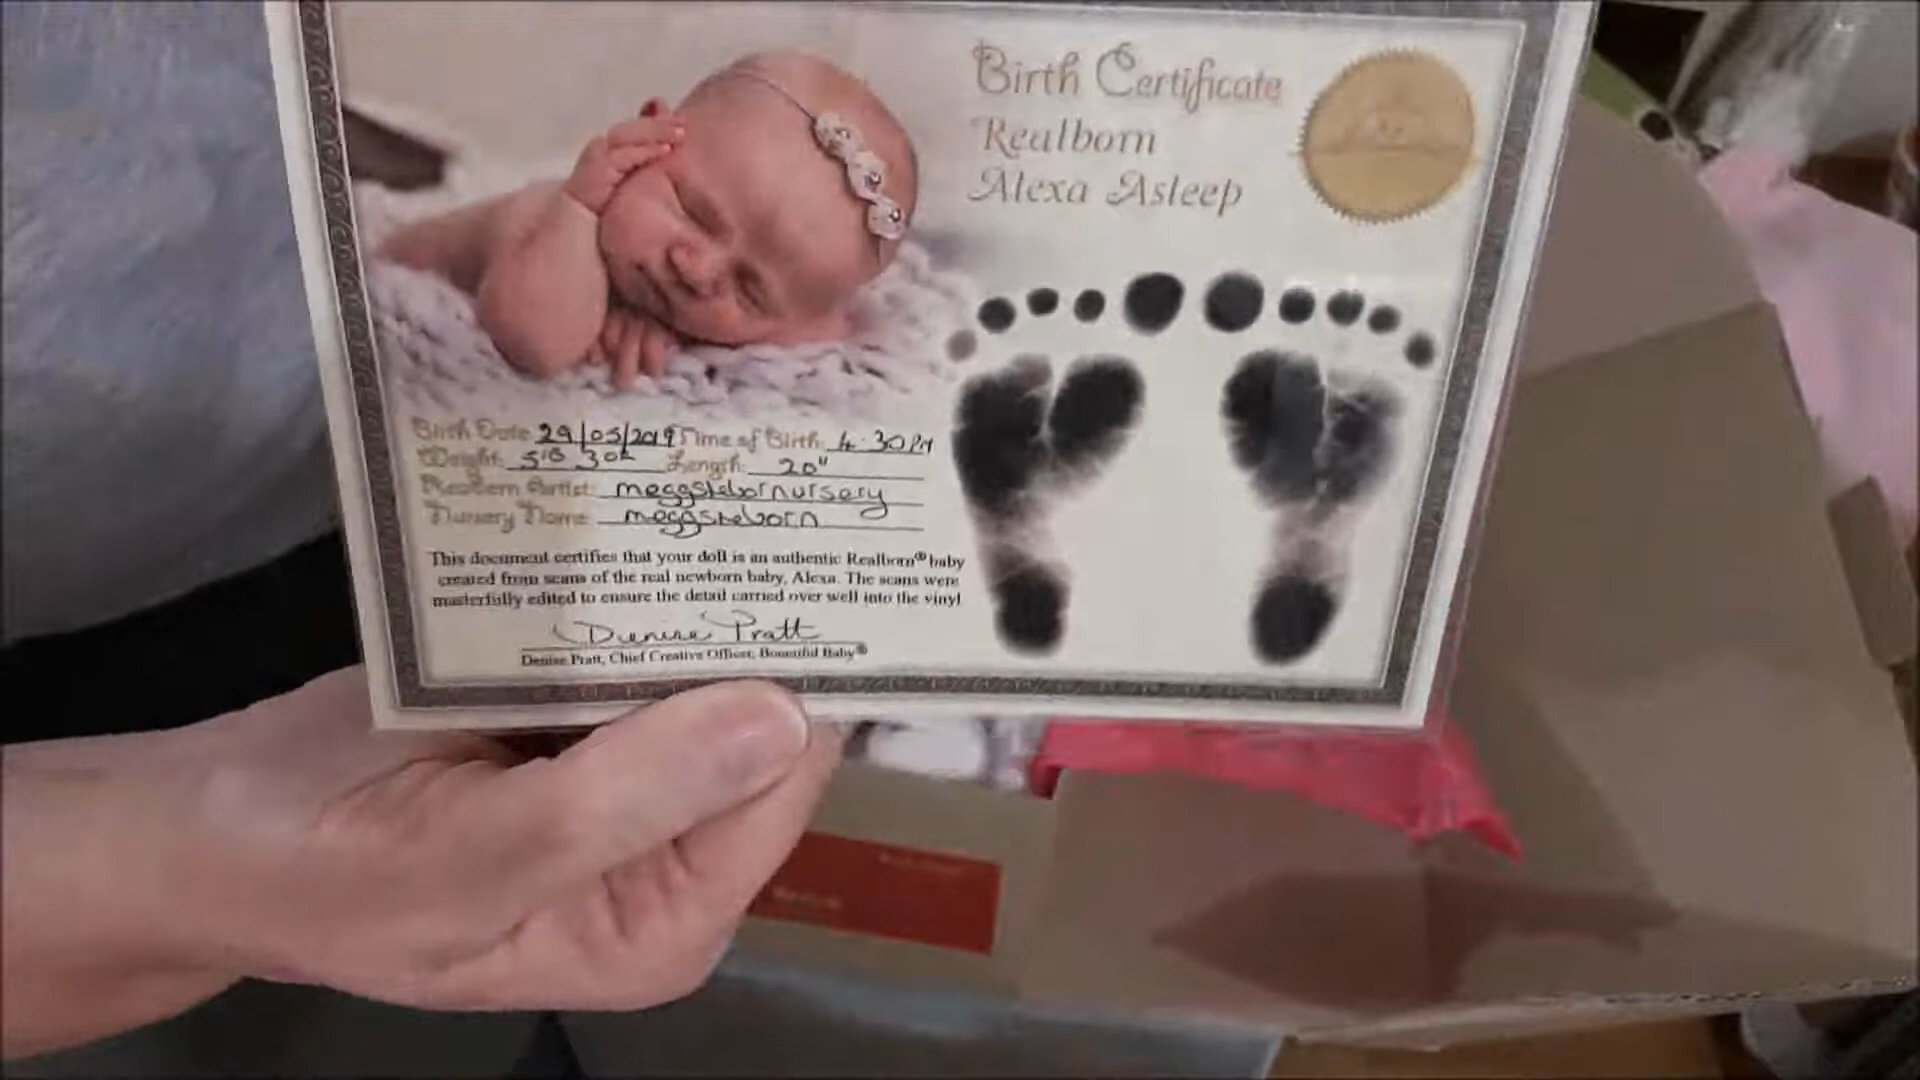 Birth Certificate
Realborn
Alexa Asleep
Birth Date 29/05/2019 Time of Birth: 4.30PM
Weight: 5lb 3oz Length: 20"
Reborn Artist: meggsrebornursery
Nursery Name meggsreborn
This document certifies that your doll is an authentic Realborn® baby
created from scans of the real newborn baby, Alexa. The scans were
masterfully edited to ensure the detail carried over well into the vinyl
Denise Pratt
Denise Pratt, Chief Creative Officer, Bountiful Baby®